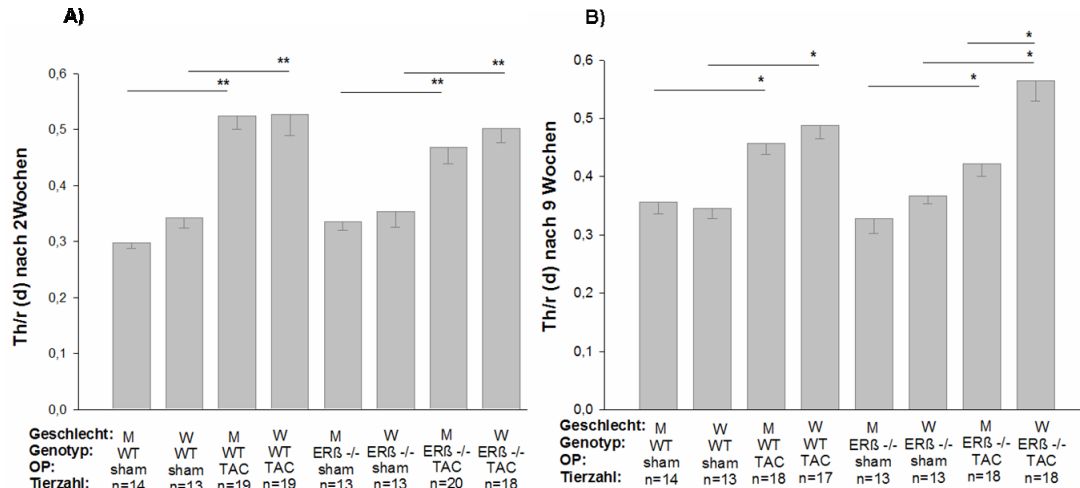 A)
Th/r (d) nach 2Wochen
0,6
0,5
0,4
0,3
0,2
0,1
0,0
** ** ** **
Geschlecht: M W M W M W M W
Genotyp: WT WT WT WT ERß -/- ERß -/- ERß -/- ERß -/-
OP: sham sham TAC TAC sham sham TAC TAC
Tierzahl: n=14 n=13 n=19 n=19 n=13 n=13 n=20 n=18
B)
Th/r (d) nach 9 Wochen
0,6
0,5
0,4
0,3
0,2
0,1
0,0
* * * * *
Geschlecht: M W M W M W M W
Genotyp: WT WT WT WT ERß -/- ERß -/- ERß -/- ERß -/-
OP: sham sham TAC TAC sham sham TAC TAC
Tierzahl: n=14 n=13 n=18 n=17 n=13 n=13 n=18 n=18